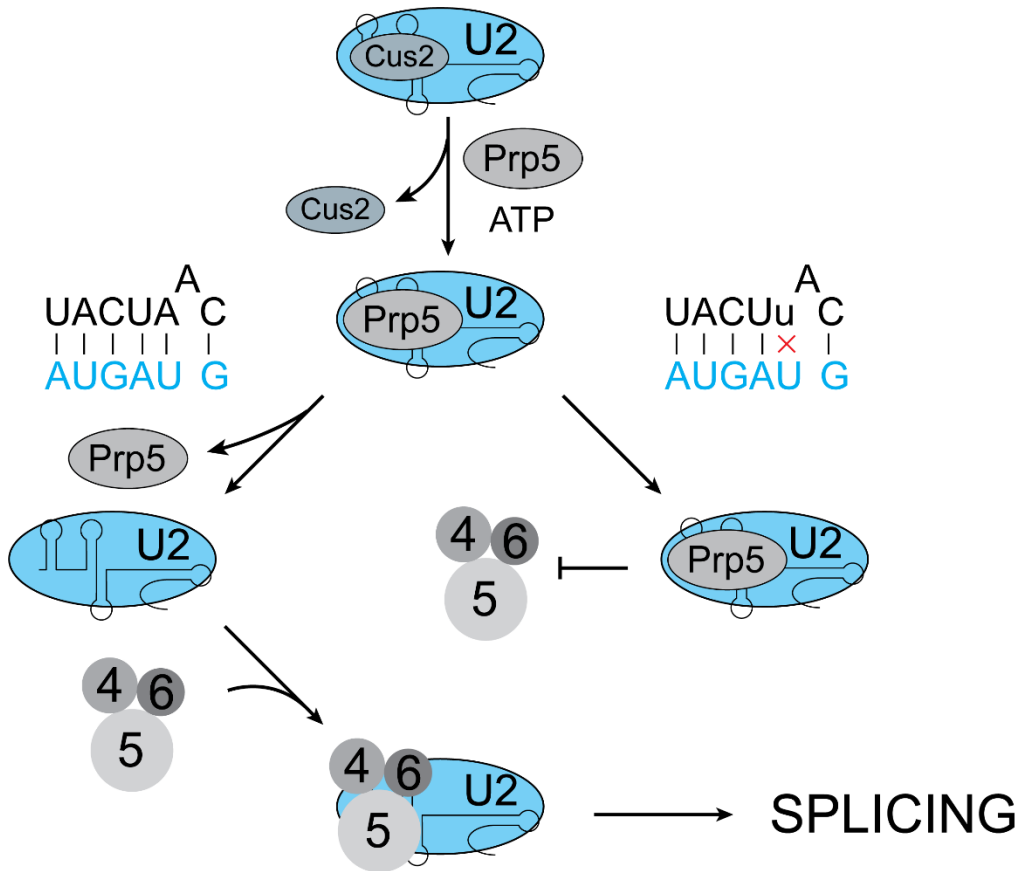 Cus2 U2
Prp5
Cus2
ATP
A
UACUA C
AUGAU G
Prp5 U2
A
UACUu C
×
AUGAU G
Prp5
U2
4 6
5
Prp5 U2
4 6
5
4 6 U2
5
SPLICING